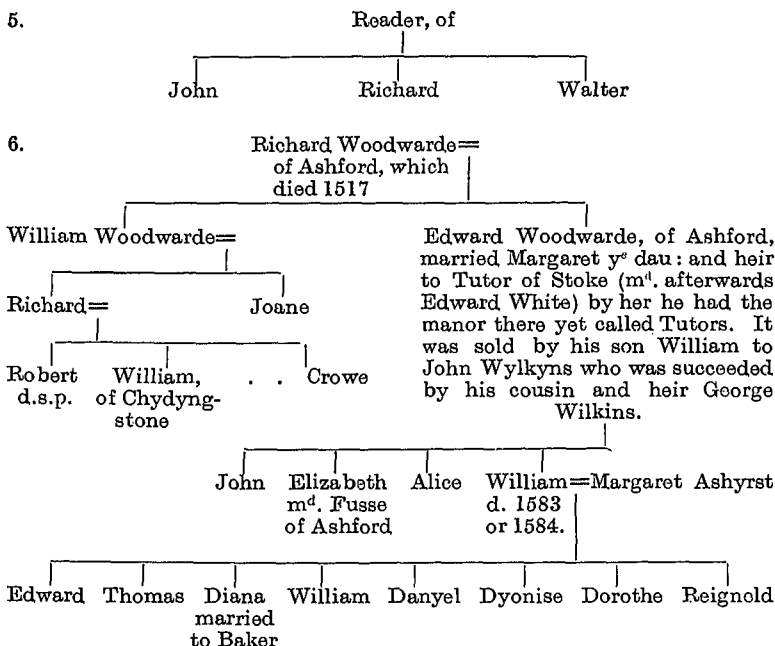 5.
Reader, of
John Richard Walter
6.
Richard Woodwarde=
of Ashford, which
died 1517
William Woodwarde=
Richard= Joane
Robert
d.s.p.
William,
of Chydyng-
stone
. . Crowe
Edward Woodwarde, of Ashford,
married Margaret yᵉ dau: and heir
to Tutor of Stoke (mᵈ. afterwards
Edward White) by her he had the
manor there yet called Tutors. It
was sold by his son William to
John Wylkyns who was succeeded
by his cousin and heir George
Wilkins.
John
Elizabeth
mᵈ. Fusse
of Ashford
Alice
William=Margaret Ashyrst
d. 1583
or 1584.
Edward Thomas Diana William Danyel Dyonise Dorothe Reignold
married
to Baker